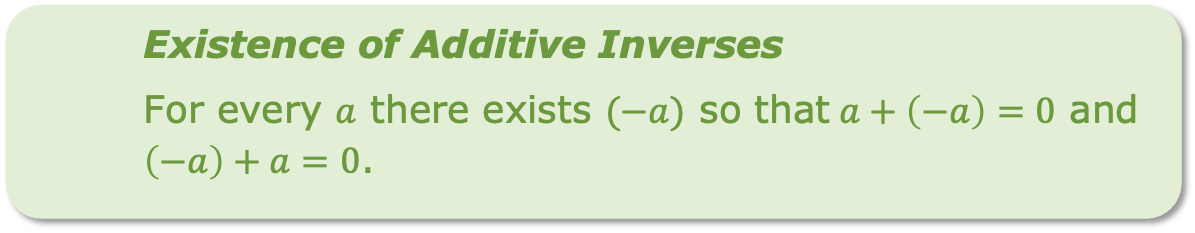 Existence of Additive Inverses
For every a there exists (−a) so that a + (−a) = 0 and
(−a) + a = 0.